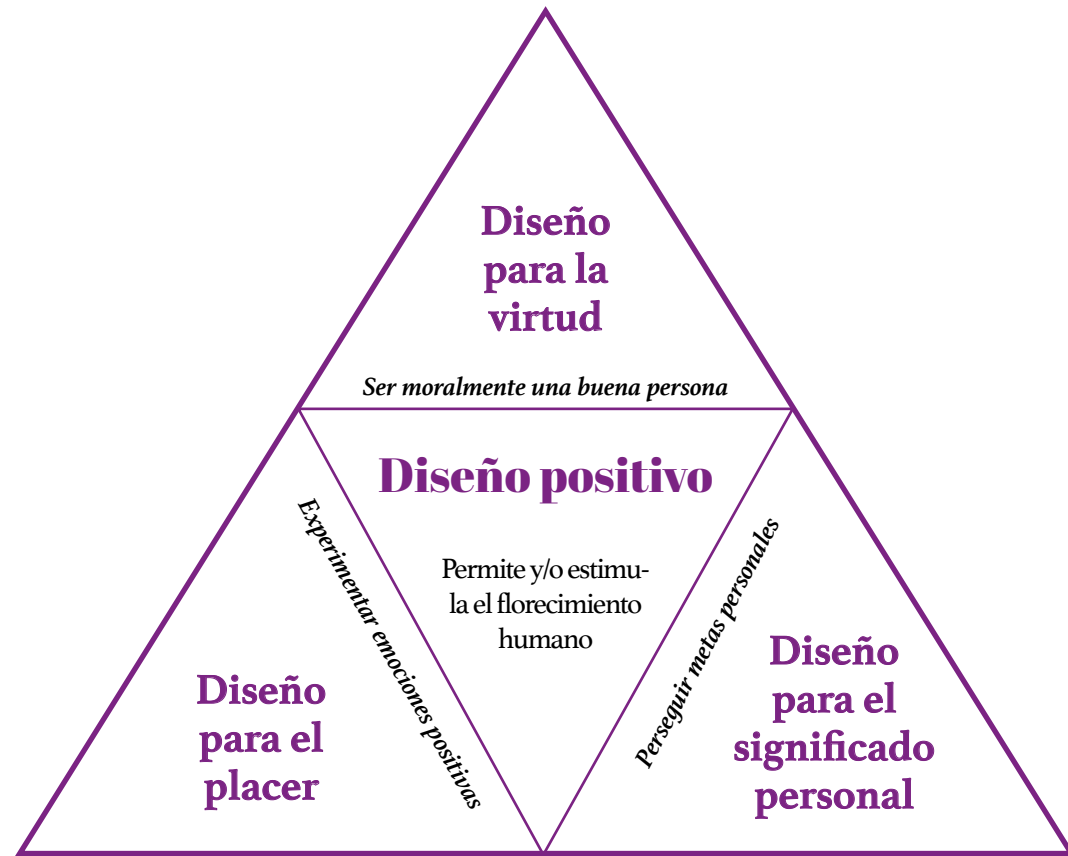 Diseño
para la
virtud
Ser moralmente una buena persona
Diseño positivo
Permite y/o estimu-
la el florecimiento
humano
Experimentar emociones positivas
Perseguir metas personales
Diseño
para el
placer
Diseño
para el
significado
personal